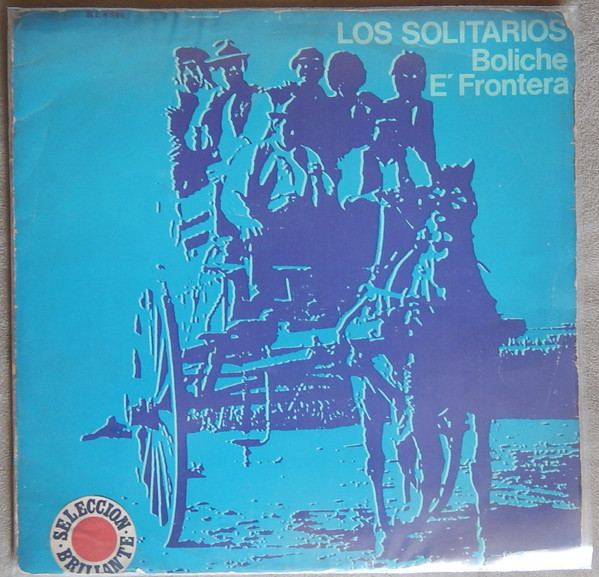 LOS SOLITARIOS
Boliche
E´ Frontera
SELECCION
BRILLANTE